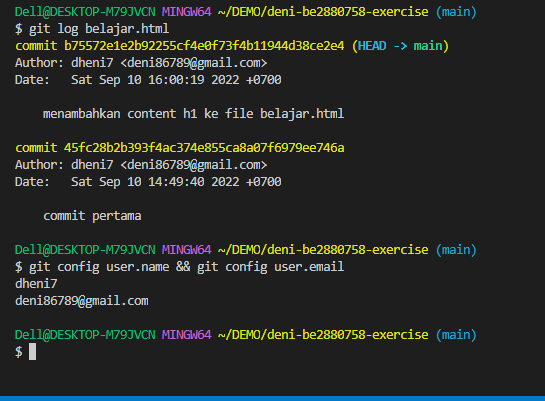 Dell@DESKTOP-M79JVCN MINGW64 ~/DEMO/deni-be2880758-exercise (main)
$ git log belajar.html
commit b75572e1e2b92255cf4e0f73f4b11944d38ce2e4 (HEAD -> main)
Author: dheni7 <deni86789@gmail.com>
Date:   Sat Sep 10 16:00:19 2022 +0700
    menambahkan content h1 ke file belajar.html
commit 45fc28b2b393f4ac374e855ca8a07f6979ee746a
Author: dheni7 <deni86789@gmail.com>
Date:   Sat Sep 10 14:49:40 2022 +0700
    commit pertama
Dell@DESKTOP-M79JVCN MINGW64 ~/DEMO/deni-be2880758-exercise (main)
$ git config user.name && git config user.email
dheni7
deni86789@gmail.com
Dell@DESKTOP-M79JVCN MINGW64 ~/DEMO/deni-be2880758-exercise (main)
$